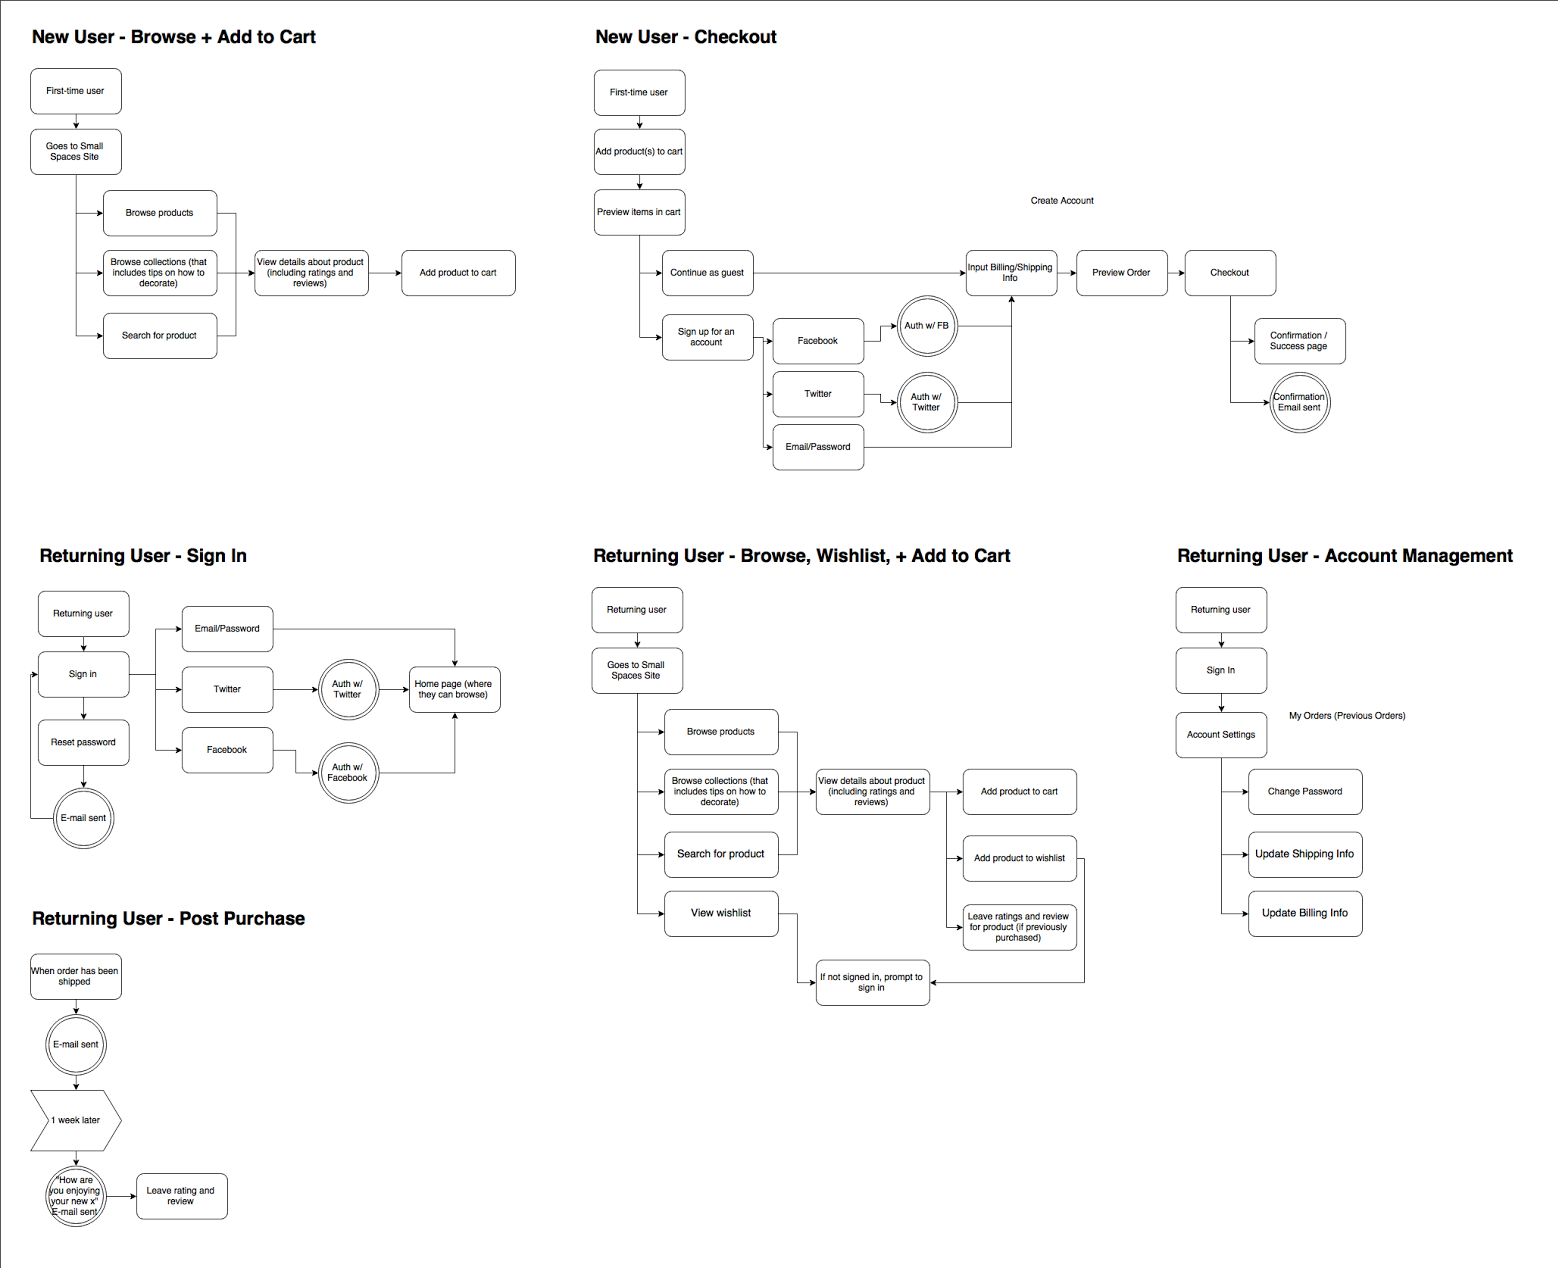 New User - Browse + Add to Cart
First-time user
Goes to Small
Spaces Site
Browse products
Browse collections (that
includes tips on how to
decorate)
Search for product
View details about product
(including ratings and
reviews)
Add product to cart
New User - Checkout
First-time user
Add product(s) to cart
Preview items in cart
Create Account
Continue as guest
Input Billing/Shipping
Info
Preview Order
Checkout
Sign up for an
account
Facebook
Auth w/ FB
Twitter
Auth w/
Twitter
Email/Password
Confirmation /
Success page
Confirmation
Email sent
Returning User - Sign In
Returning user
Sign in
Reset password
E-mail sent
Email/Password
Twitter
Auth w/
Twitter
Home page (where
they can browse)
Facebook
Auth w/
Facebook
Returning User - Browse, Wishlist, + Add to Cart
Returning user
Goes to Small
Spaces Site
Browse products
Browse collections (that
includes tips on how to
decorate)
Search for product
View wishlist
View details about product
(including ratings and
reviews)
Add product to cart
Add product to wishlist
Leave ratings and review
for product (if previously
purchased)
If not signed in, prompt to
sign in
Returning User - Account Management
Returning user
Sign In
My Orders (Previous Orders)
Account Settings
Change Password
Update Shipping Info
Update Billing Info
Returning User - Post Purchase
When order has been
shipped
E-mail sent
1 week later
"How are
you enjoying
your new x"
E-mail sent
Leave rating and
review